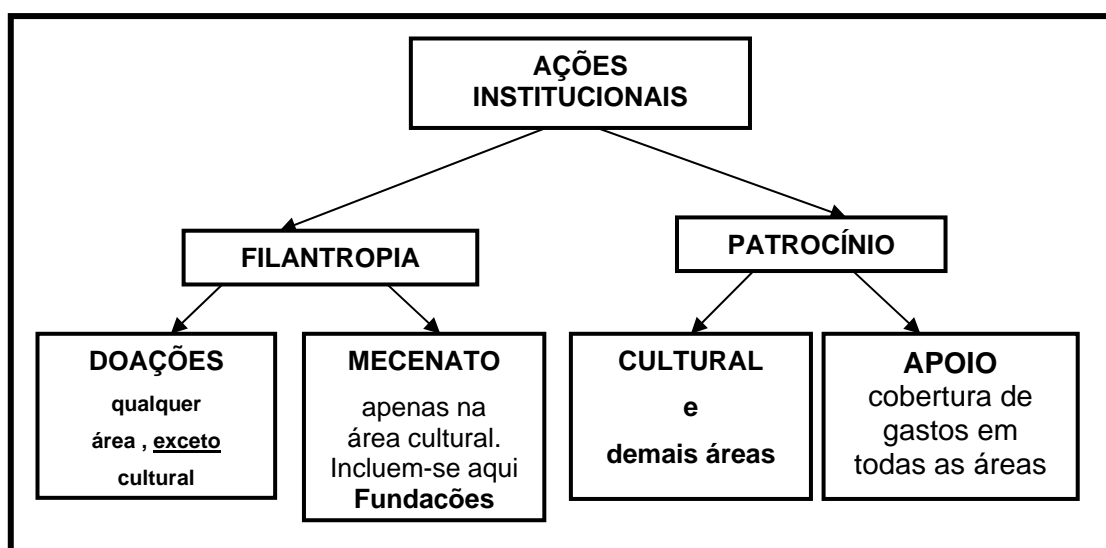 AÇÕES
INSTITUCIONAIS
FILANTROPIA
PATROCÍNIO
DOAÇÕES
qualquer
área , exceto
cultural
MECENATO
apenas na
área cultural.
Incluem-se aqui
Fundacões
CULTURAL
e
demais áreas
APOIO
cobertura de
gastos em
todas as áreas